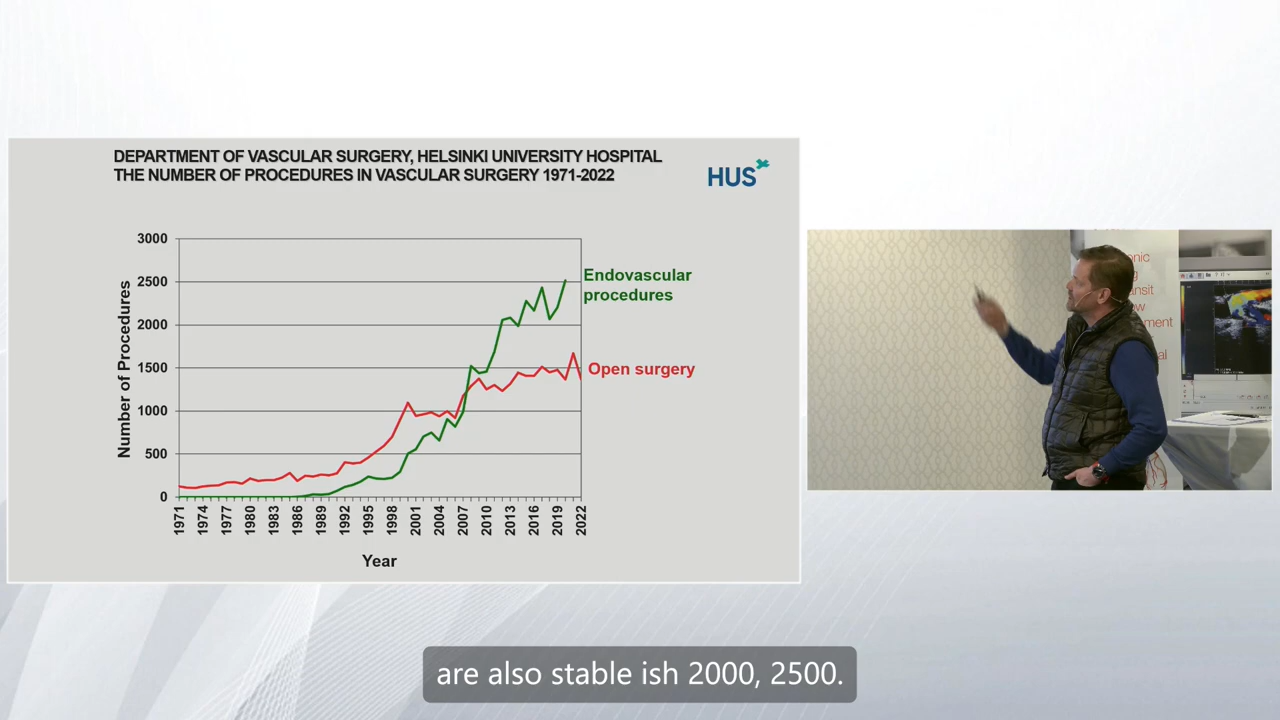 DEPARTMENT OF VASCULAR SURGERY, HELSINKI UNIVERSITY HOSPITAL
THE NUMBER OF PROCEDURES IN VASCULAR SURGERY 1971-2022
HUS
3000
2500
2000
1500
1000
500
0
Number of Procedures
Endovascular
procedures
Open surgery
1971
1974
1977
1980
1983
1986
1989
1992
1995
1998
2001
2004
2007
2010
2013
2016
2019
2022
Year
are also stable ish 2000, 2500.